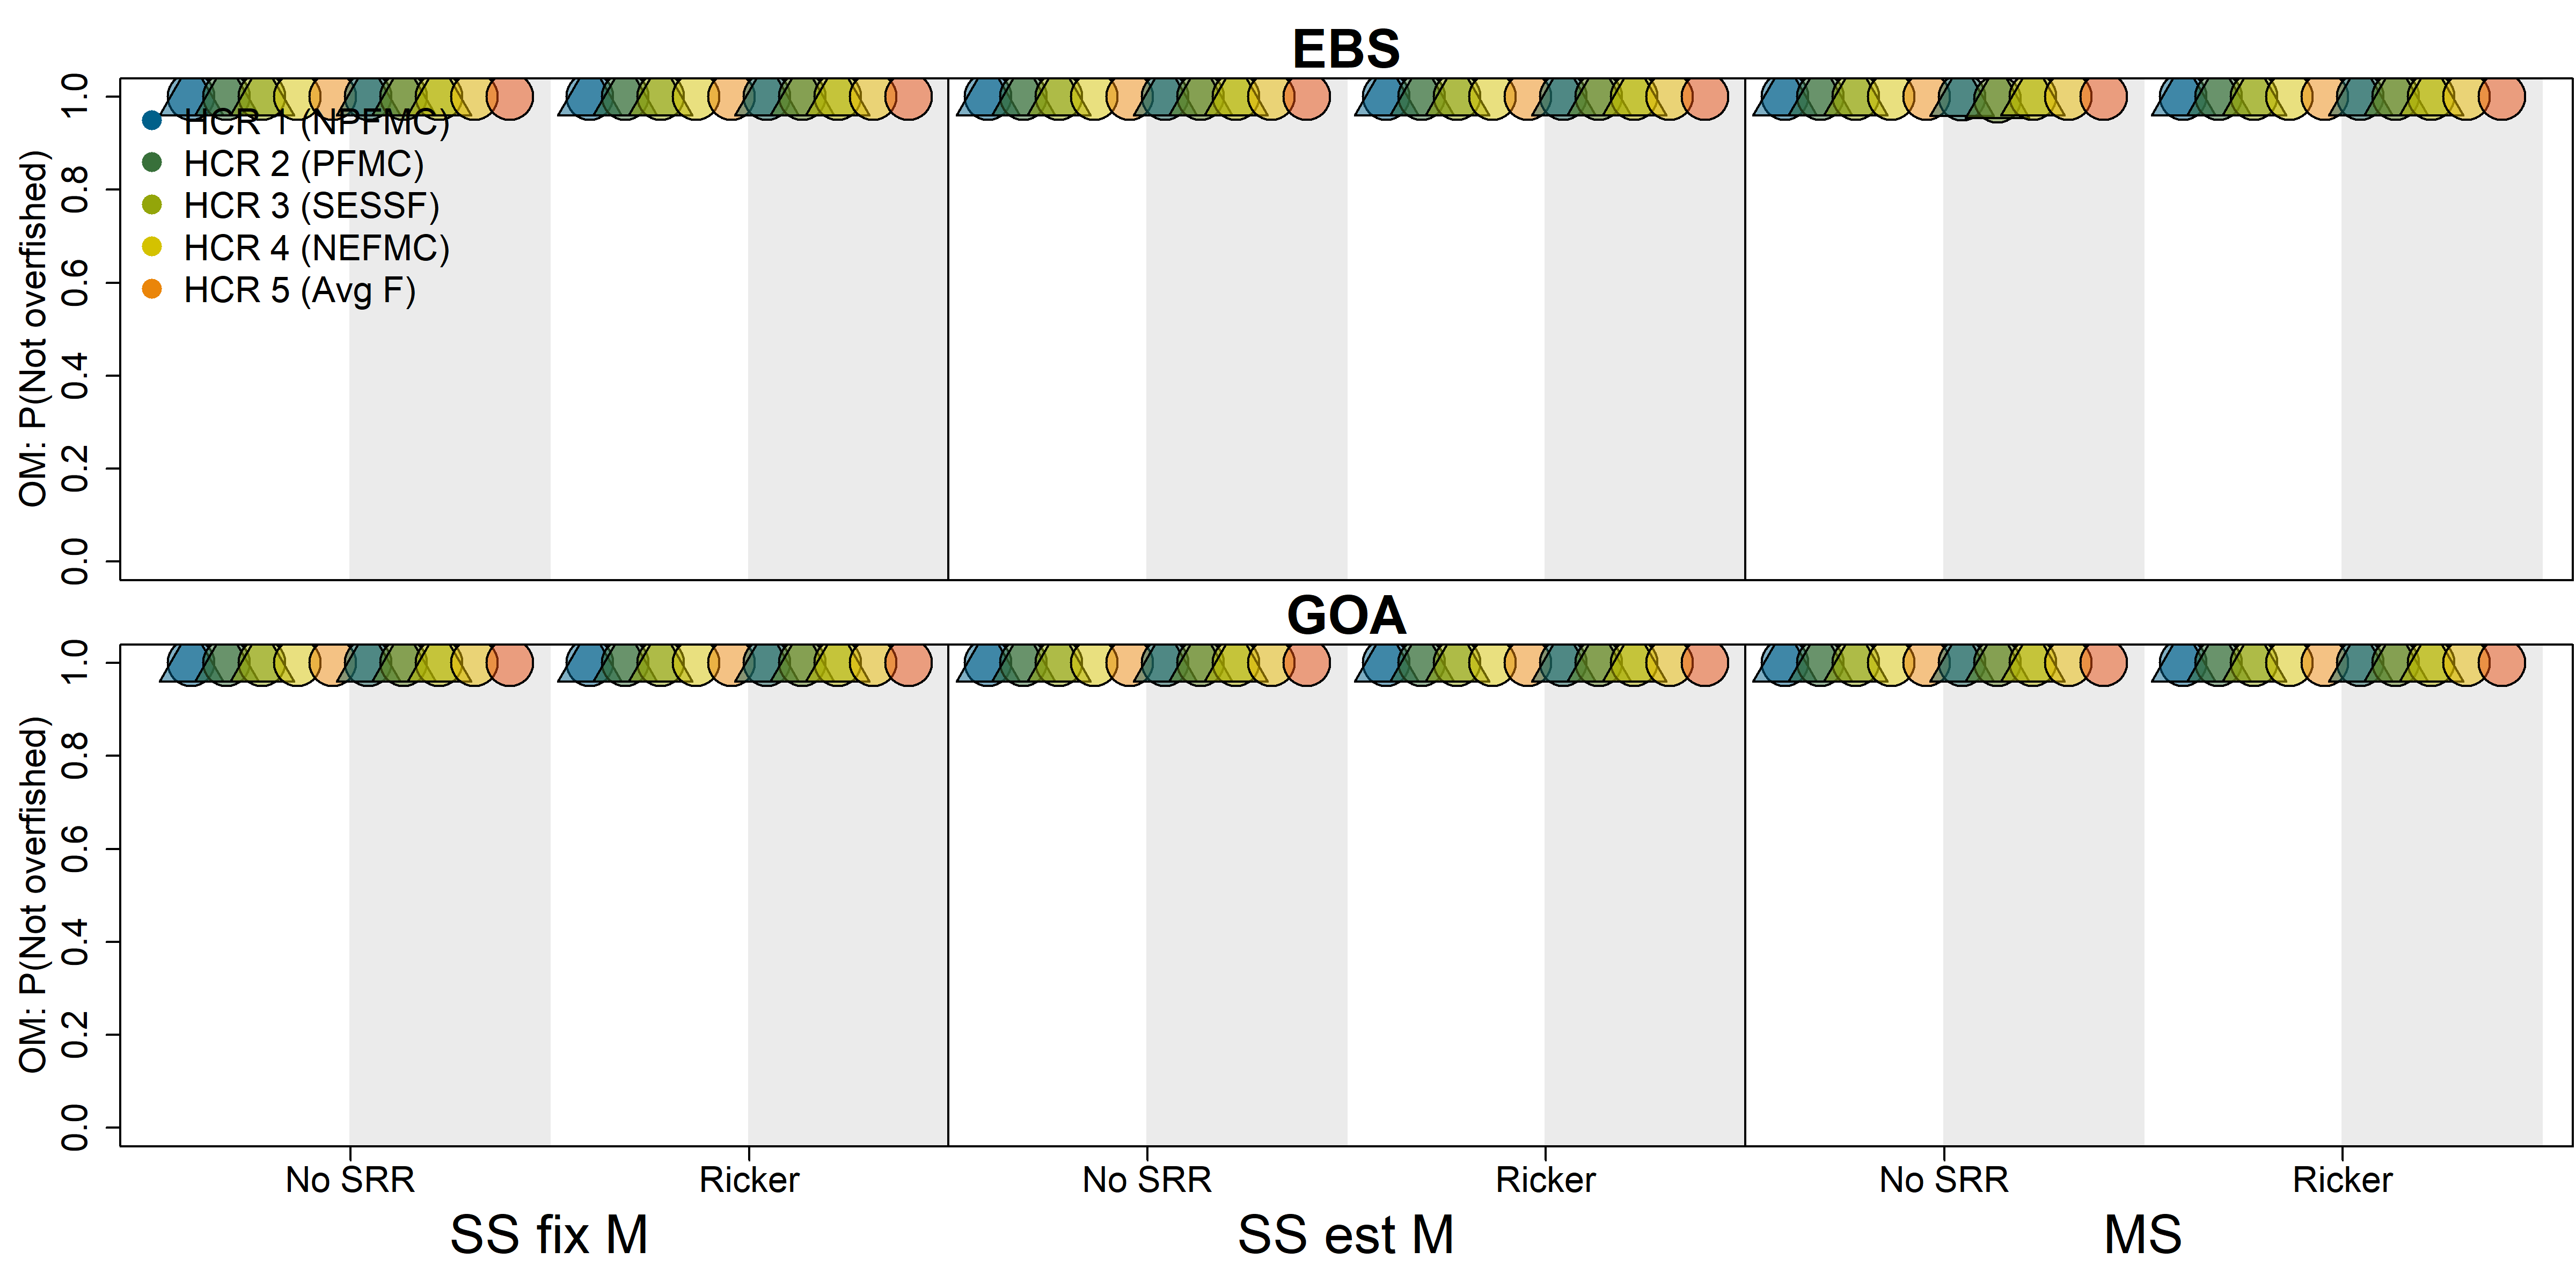 EBS
OM: P(Not overfished)
1.0
0.8
0.6
0.4
0.2
0.0
HCR 1 (NPFMC)
HCR 2 (PFMC)
HCR 3 (SESSF)
HCR 4 (NEFMC)
HCR 5 (Avg F)
GOA
OM: P(Not overfished)
1.0
0.8
0.6
0.4
0.2
0.0
No SRR Ricker No SRR Ricker No SRR Ricker
SS fix M SS est M MS